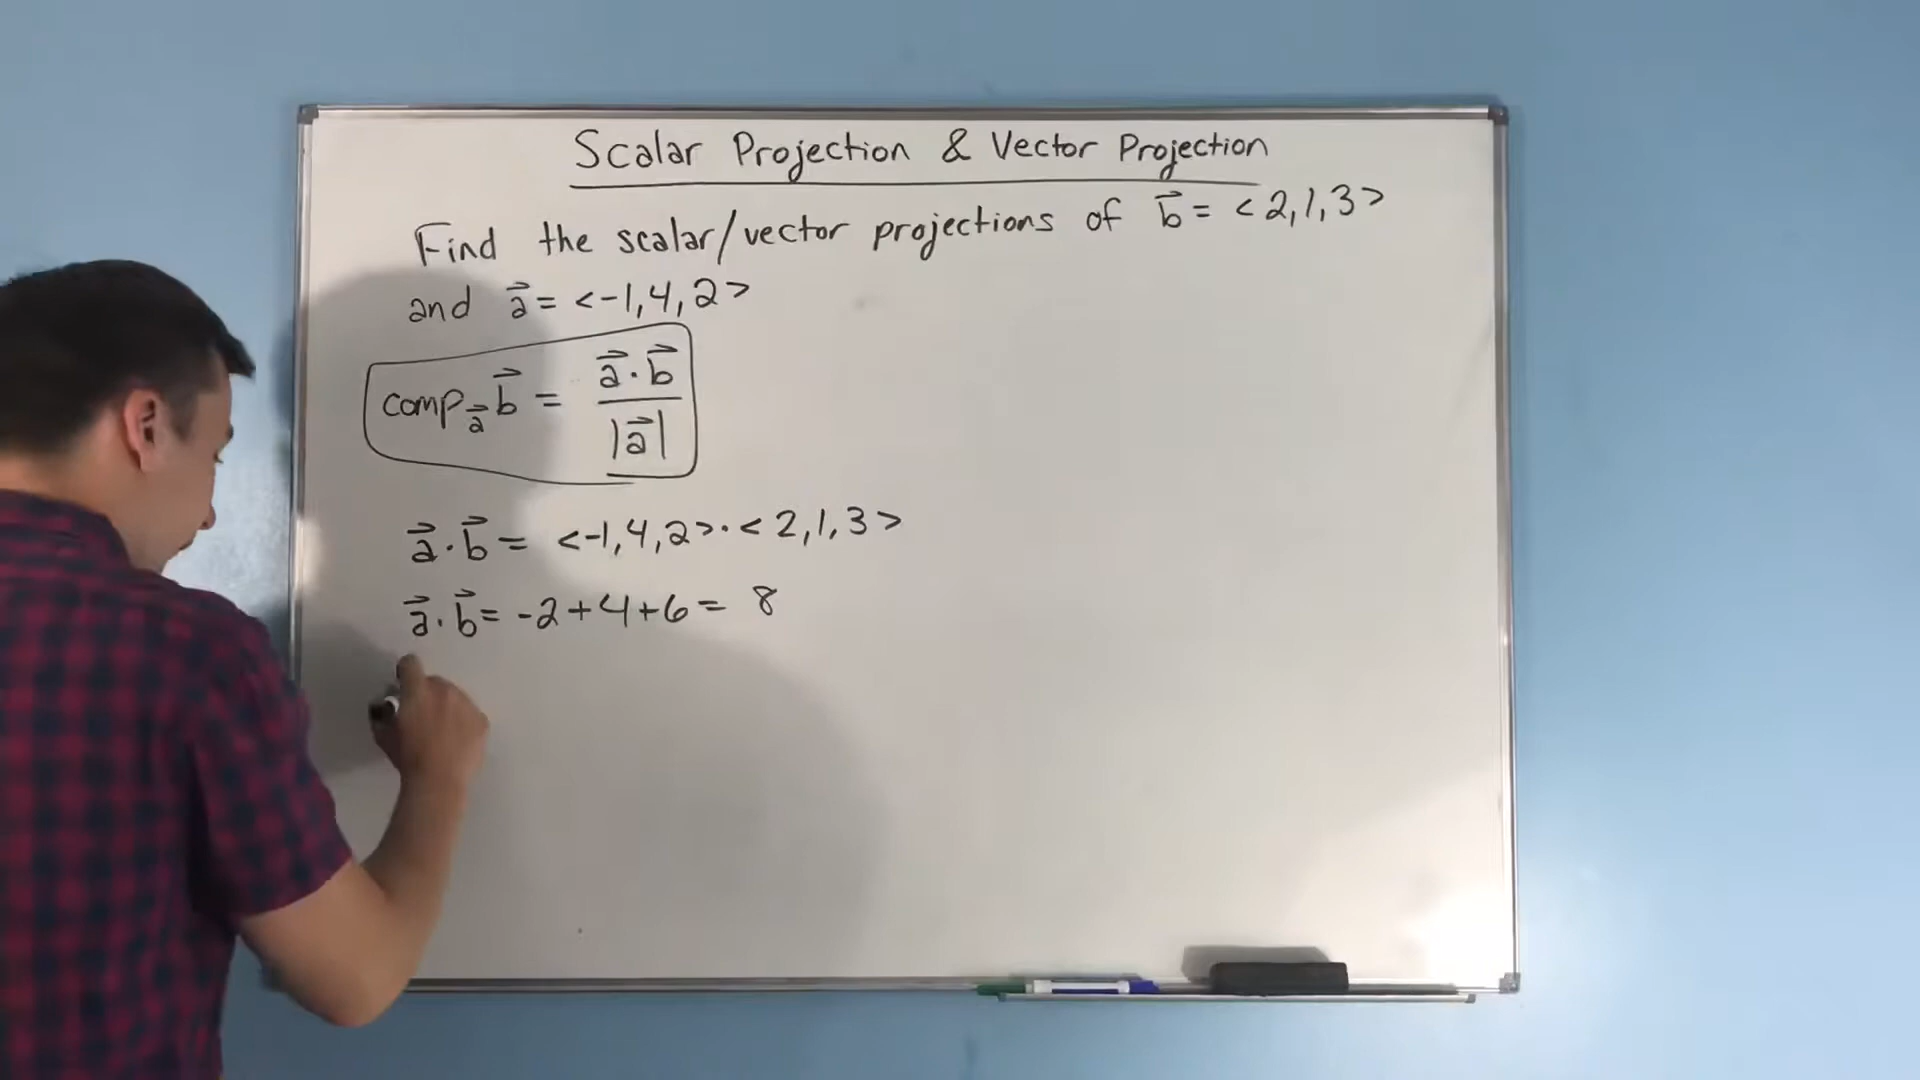 Scalar Projection & Vector Projection
Find the scalar/vector projections of b⃗ = <2,1,3>
and a⃗ = <-1,4,2>
comp_a⃗ b⃗ = a⃗·b⃗ / |a⃗|
a⃗·b⃗ = <-1,4,2>·<2,1,3>
a⃗·b⃗ = -2+4+6 = 8